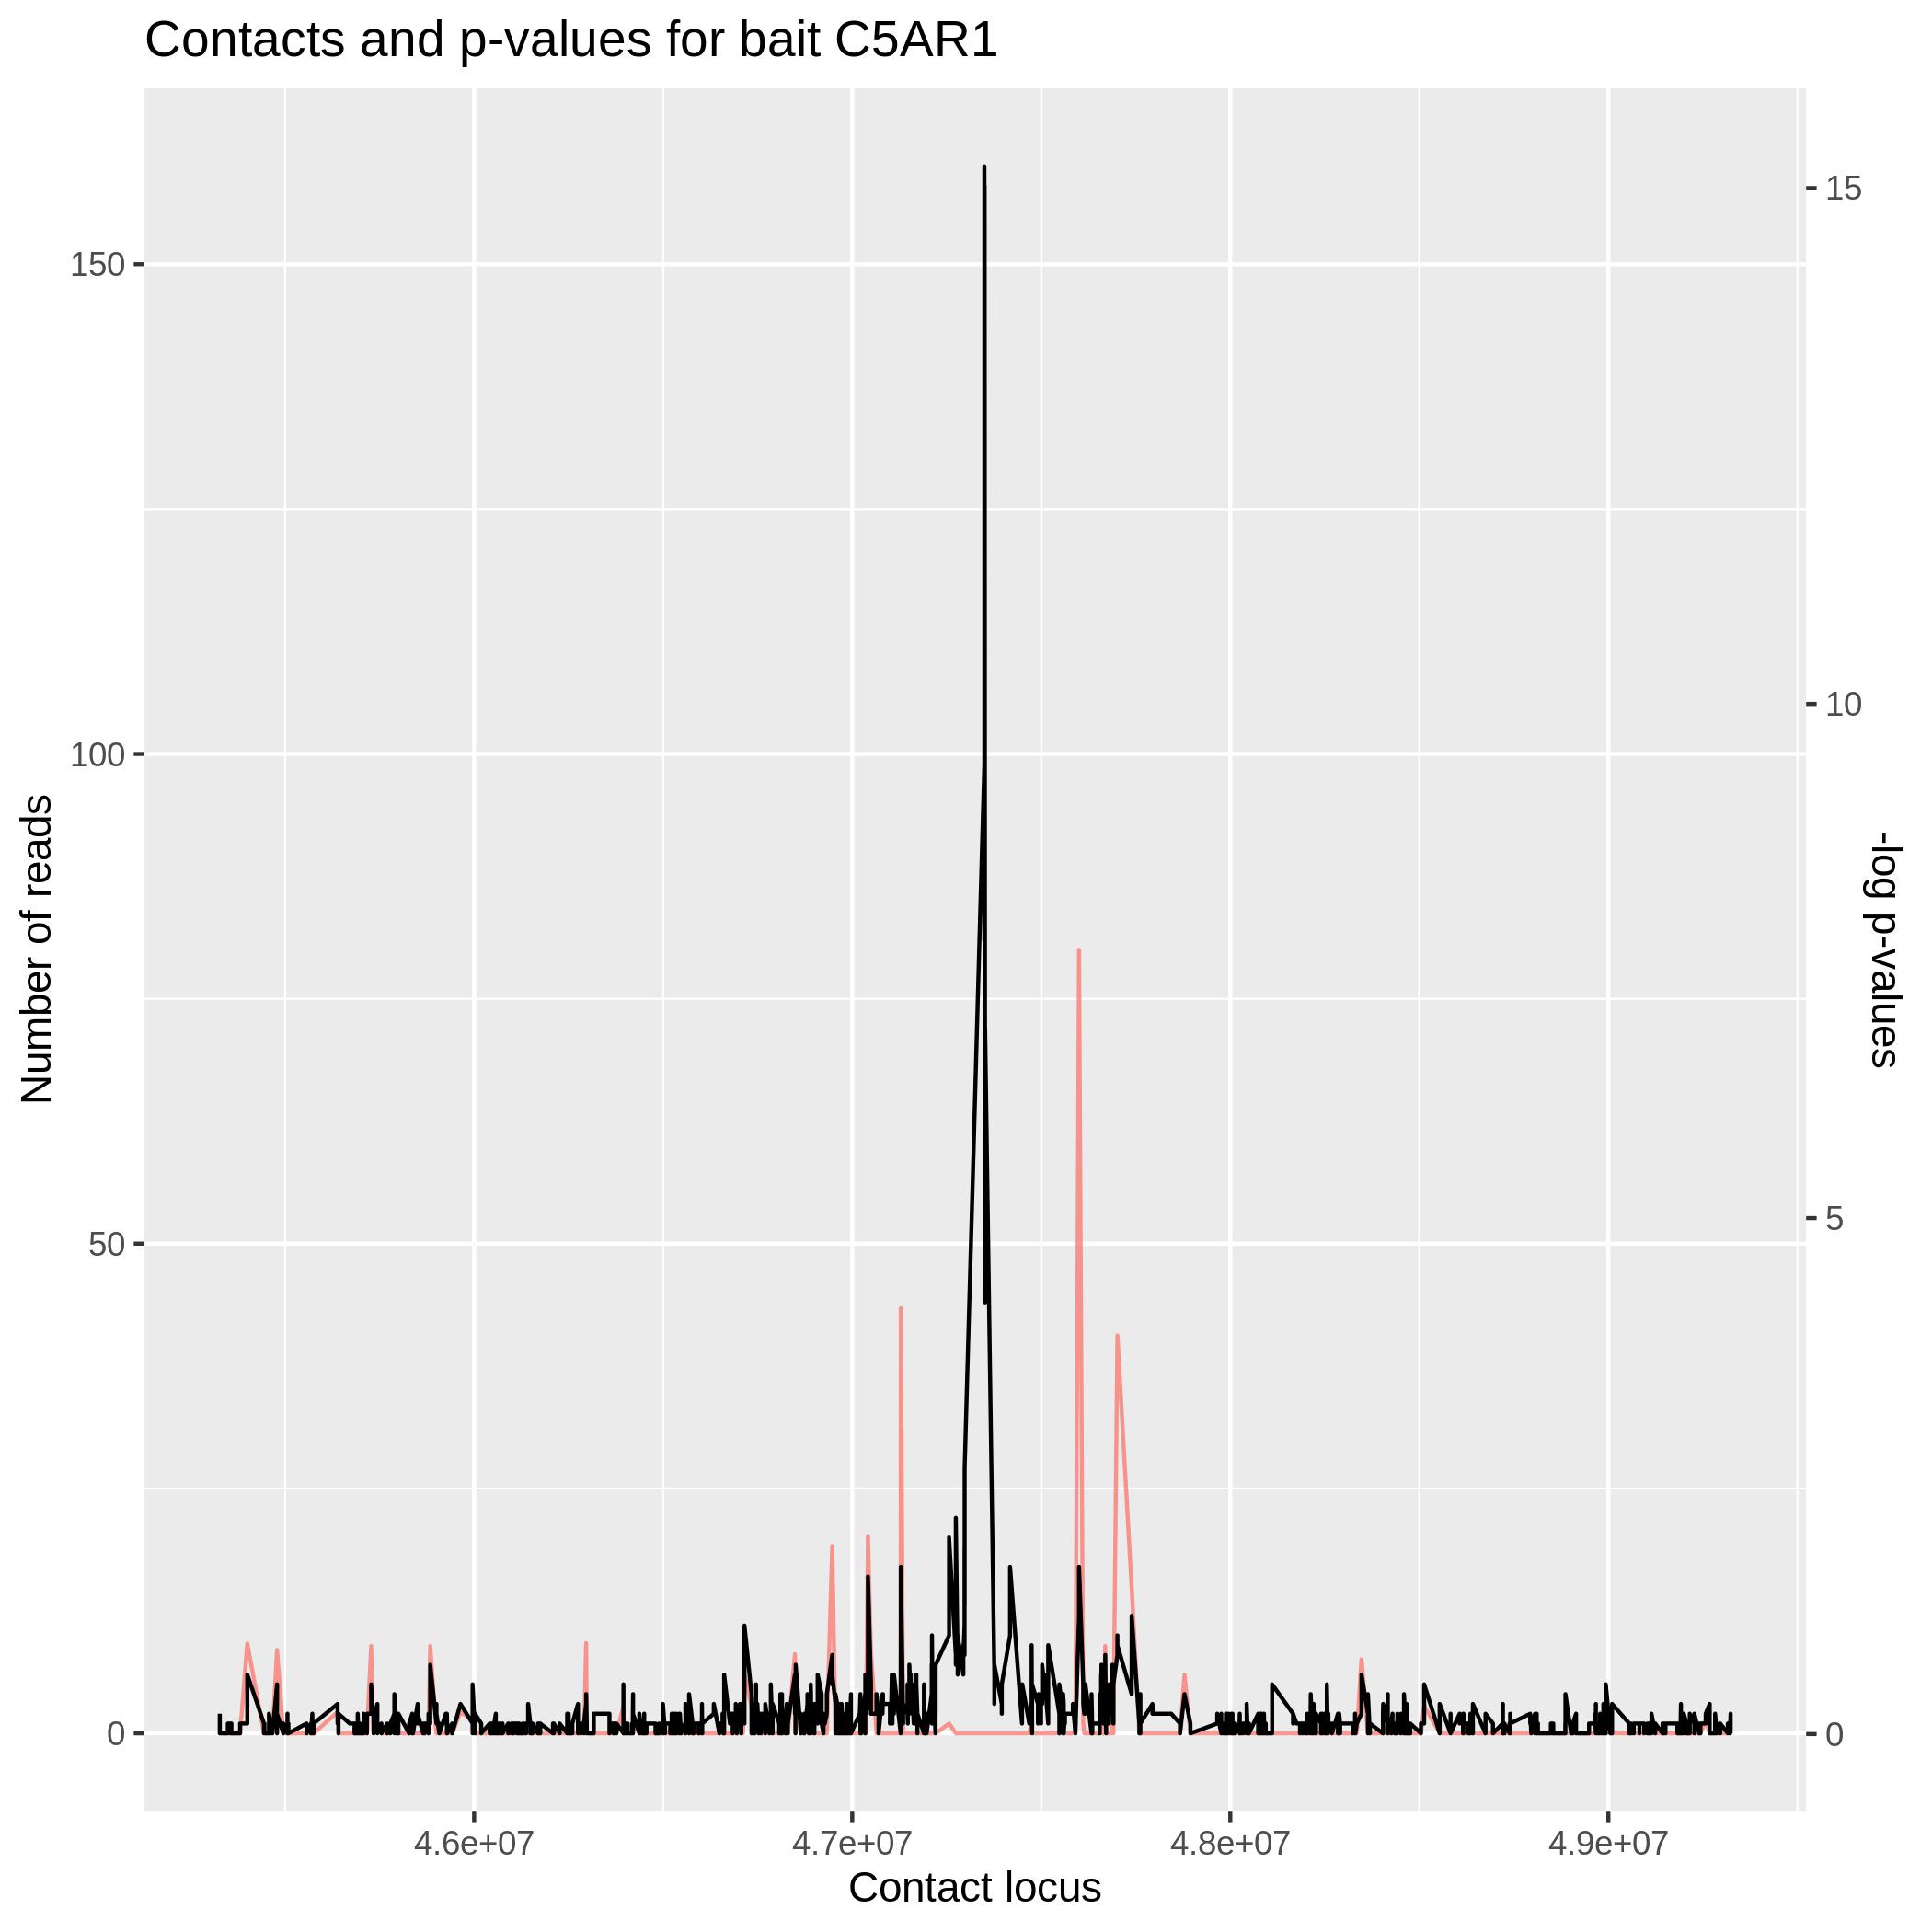 Contacts and p-values for bait C5AR1
Number of reads
150
100
50
0
15
10
5
0
-log p-values
4.6e+07 4.7e+07 4.8e+07 4.9e+07
Contact locus